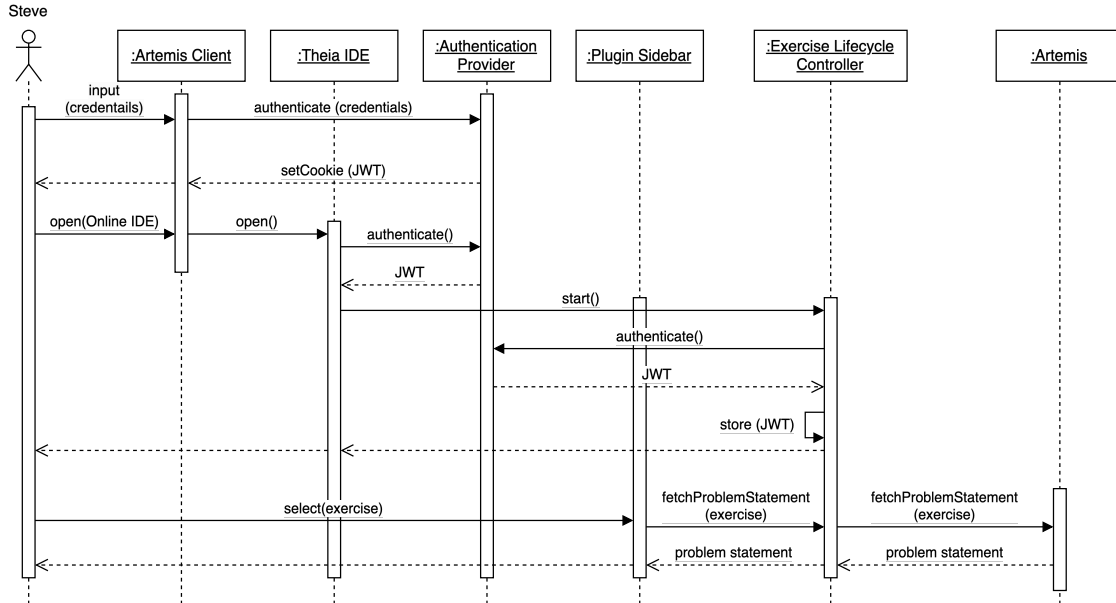 Steve
:Artemis Client
:Theia IDE
:Authentication
Provider
:Plugin Sidebar
:Exercise Lifecycle
Controller
:Artemis
input
(credentails)
authenticate (credentials)
setCookie (JWT)
open(Online IDE)
open()
authenticate()
JWT
start()
authenticate()
JWT
store (JWT)
select(exercise)
fetchProblemStatement
(exercise)
fetchProblemStatement
(exercise)
problem statement
problem statement